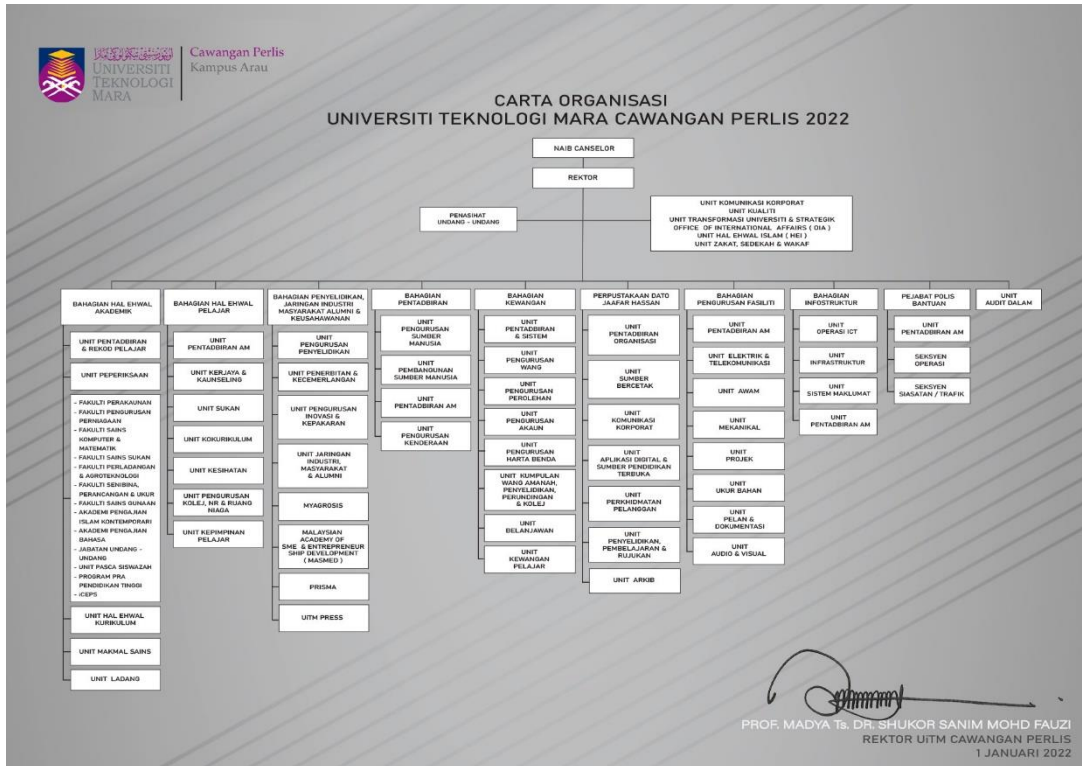 UNIVERSITI
TEKNOLOGI
MARA
Cawangan Perlis
Kampus Arau
CARTA ORGANISASI
UNIVERSITI TEKNOLOGI MARA CAWANGAN PERLIS 2022
NAIB CANSELOR
REKTOR
PENASIHAT
UNDANG - UNDANG
UNIT KOMUNIKASI KORPORAT
UNIT KUALITI
UNIT TRANSFORMASI UNIVERSITI & STRATEGIK
OFFICE OF INTERNATIONAL AFFAIRS ( OIA )
UNIT HAL EHWAL ISLAM ( HEI )
UNIT ZAKAT, SEDEKAH & WAKAF
BAHAGIAN HAL EHWAL
AKADEMIK
UNIT PENTADBIRAN
& REKOD PELAJAR
UNIT PEPERIKSAAN
- FAKULTI PERAKAUNAN
- FAKULTI PENGURUSAN
PERNIAGAAN
- FAKULTI SAINS
KOMPUTER &
MATEMATIK
- FAKULTI SAINS SUKAN
- FAKULTI PERLADANGAN
& AGROTEKNOLOGI
- FAKULTI SENIBINA,
PERANCANGAN & UKUR
- FAKULTI SAINS GUNAAN
- AKADEMI PENGAJIAN
ISLAM KONTEMPORARI
- AKADEMI PENGAJIAN
BAHASA
- JABATAN UNDANG -
UNDANG
- UNIT PASCA SISWAZAH
- PROGRAM PRA
PENDIDIKAN TINGGI
- iCEPS
UNIT HAL EHWAL
KURIKULUM
UNIT MAKMAL SAINS
UNIT LADANG
BAHAGIAN HAL EHWAL
PELAJAR
UNIT
PENTADBIRAN AM
UNIT KERJAYA &
KAUNSELING
UNIT SUKAN
UNIT KOKURIKULUM
UNIT KESIHATAN
UNIT PENGURUSAN
KOLEJ, NR & RUANG
NIAGA
UNIT KEPIMPINAN
PELAJAR
BAHAGIAN PENYELIDIKAN,
JARINGAN INDUSTRI
MASYARAKAT ALUMNI &
KEUSAHAWANAN
UNIT
PENGURUSAN
PENYELIDIKAN
UNIT PENERBITAN &
KECEMERLANGAN
UNIT PENGURUSAN
INOVASI &
KEPAKARAN
UNIT JARINGAN
INDUSTRI,
MASYARAKAT
& ALUMNI
MYAGROSIS
MALAYSIAN
ACADEMY OF
SME & ENTREPRENEUR
SHIP DEVELOPMENT
( MASMED )
PRISMA
UiTM PRESS
BAHAGIAN
PENTADBIRAN
UNIT
PENGURUSAN
SUMBER
MANUSIA
UNIT
PEMBANGUNAN
SUMBER MANUSIA
UNIT
PENTADBIRAN AM
UNIT
PENGURUSAN
KENDERAAN
BAHAGIAN
KEWANGAN
UNIT
PENTADBIRAN
& SISTEM
UNIT
PENGURUSAN
WANG
UNIT
PENGURUSAN
PEROLEHAN
UNIT
PENGURUSAN
AKAUN
UNIT
PENGURUSAN
HARTA BENDA
UNIT KUMPULAN
WANG AMANAH,
PENYELIDIKAN,
PERUNDINGAN
& KOLEJ
UNIT
BELANJAWAN
UNIT
KEWANGAN
PELAJAR
PERPUSTAKAAN DATO
JAAFAR HASSAN
UNIT
PENTADBIRAN
ORGANISASI
UNIT
SUMBER
BERCETAK
UNIT
KOMUNIKASI
KORPORAT
UNIT
APLIKASI DIGITAL &
SUMBER PENDIDIKAN
TERBUKA
UNIT
PERKHIDMATAN
PELANGGAN
UNIT
PENYELIDIKAN,
PEMBELAJARAN &
RUJUKAN
UNIT ARKIB
BAHAGIAN
PENGURUSAN FASILITI
UNIT
PENTADBIRAN AM
UNIT ELEKTRIK &
TELEKOMUNIKASI
UNIT AWAM
UNIT
MEKANIKAL
UNIT
PROJEK
UNIT
UKUR BAHAN
UNIT
PELAN &
DOKUMENTASI
UNIT
AUDIO & VISUAL
BAHAGIAN
INFOSTRUKTUR
UNIT
OPERASI ICT
UNIT
INFRASTRUKTUR
UNIT
SISTEM MAKLUMAT
UNIT
PENTADBIRAN AM
PEJABAT POLIS
BANTUAN
UNIT
PENTADBIRAN AM
SEKSYEN
OPERASI
SEKSYEN
SIASATAN / TRAFIK
UNIT
AUDIT DALAM
PROF. MADYA Ts. DR. SHUKOR SANIM MOHD FAUZI
REKTOR UiTM CAWANGAN PERLIS
1 JANUARI 2022